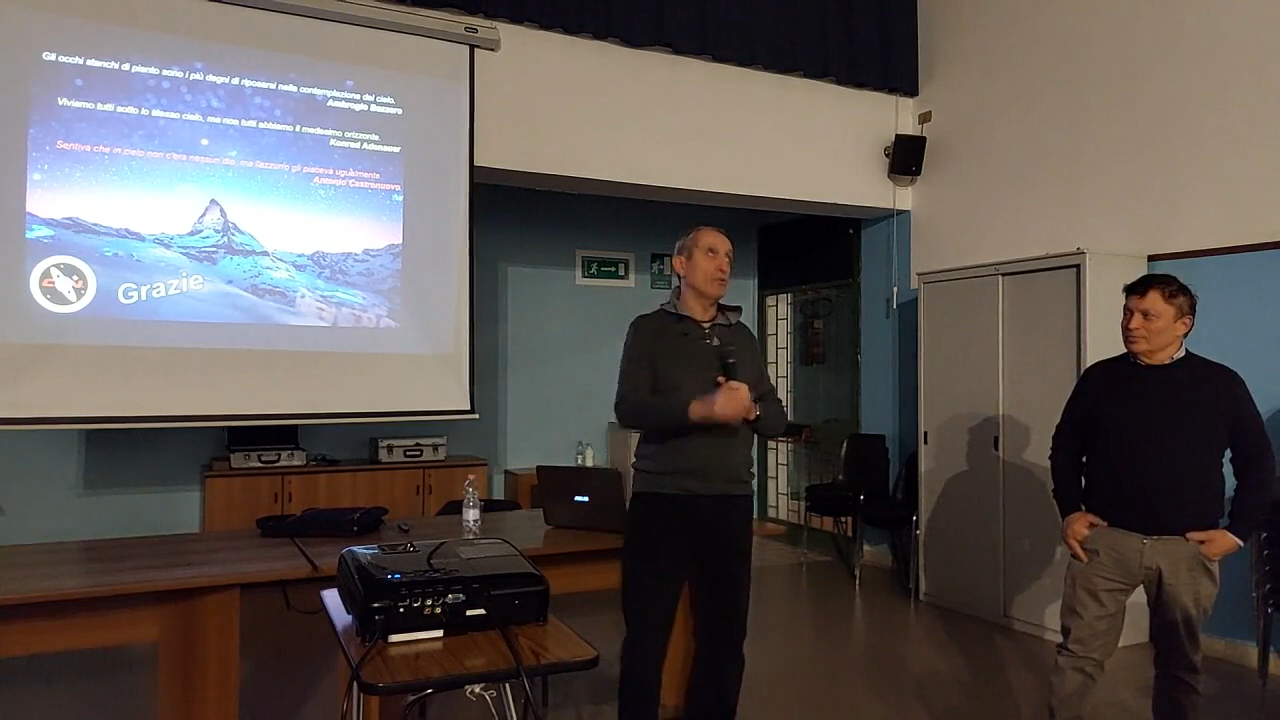 Gli occhi stanchi di pianto sono i più degni di riposarsi nella contemplazione del cielo.
Ambrogio Bazzero
Viviamo tutti sotto lo stesso cielo, ma non tutti abbiamo il medesimo orizzonte.
Konrad Adenauer
Sentiva che in cielo non c'era nessun dio, ma l'azzurro gli piaceva ugualmente.
Antonio Castronuovo
Grazie
ASUS